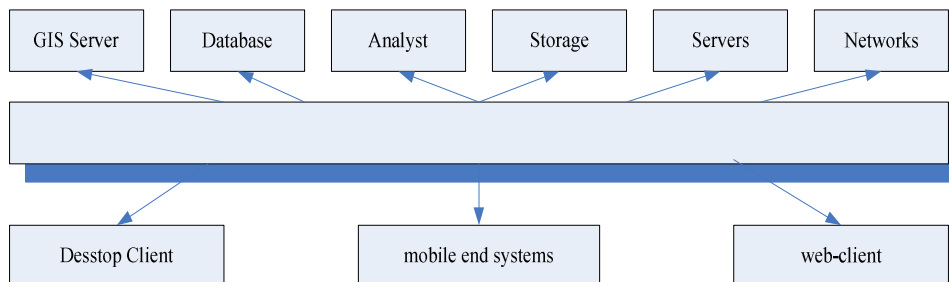 GIS Server
Database
Analyst
Storage
Servers
Networks
Desstop Client
mobile end systems
web-client